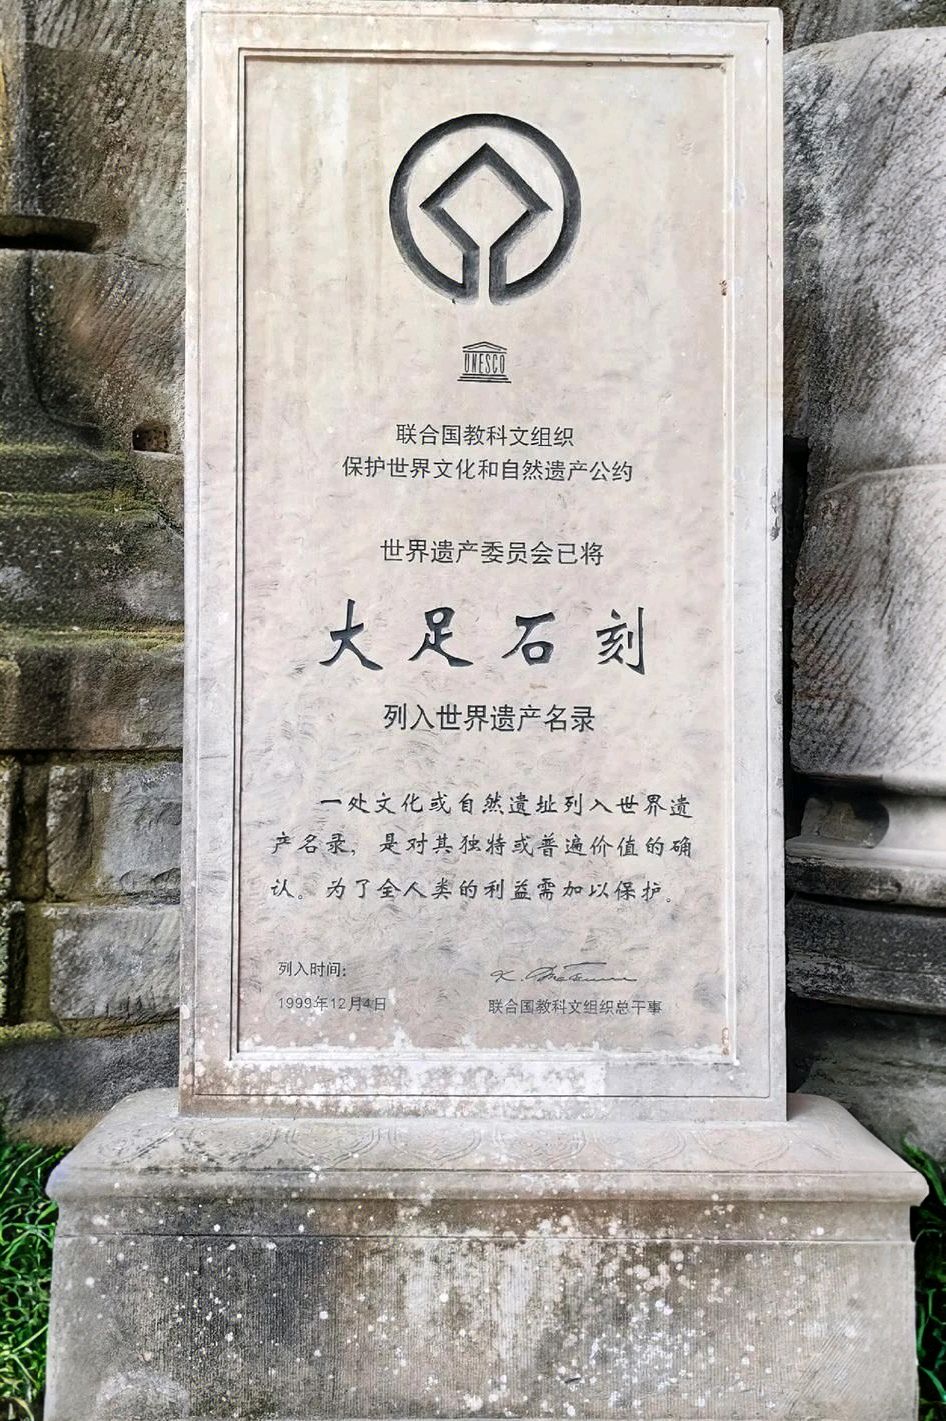 UNESCO
联合国教科文组织
保护世界文化和自然遗产公约
世界遗产委员会已将
大足石刻
列入世界遗产名录
一处文化或自然遗址列入世界遗
产名录，是对其独特或普遍价值的确
认。为了全人类的利益需加以保护。
列入时间:
1999年12月4日
联合国教科文组织总干事